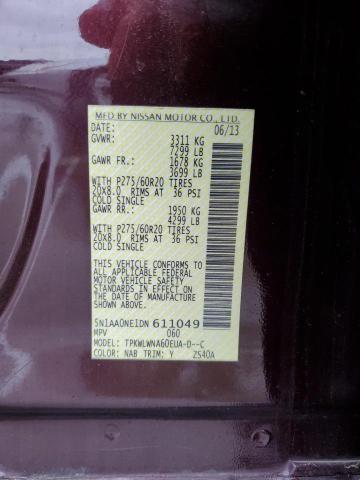 MFD BY NISSAN MOTOR CO., LTD.
DATE: 06/13
GVWR: 3311 KG
7299 LB
GAWR FR. 1678 KG
3699 LB
WITH P275/60R20 TIRES
20X8.0 RIMS AT 36 PSI
COLD SINGLE
GAWR RR. 1950 KG
4299 LB
WITH P275/60R20 TIRES
20X8.0 RIMS AT 36 PSI
COLD SINGLE
THIS VEHICLE CONFORMS TO
ALL APPLICABLE FEDERAL
MOTOR VEHICLE SAFETY
STANDARDS IN EFFECT ON THE
DATE OF MANUFACTURE
SHOWN ABOVE.
5N1AA0NE1DN 611049
MPV 060
MODEL: TPKWLWNA60EUA-D--C
COLOR: NAB TRIM: Y ZS40A